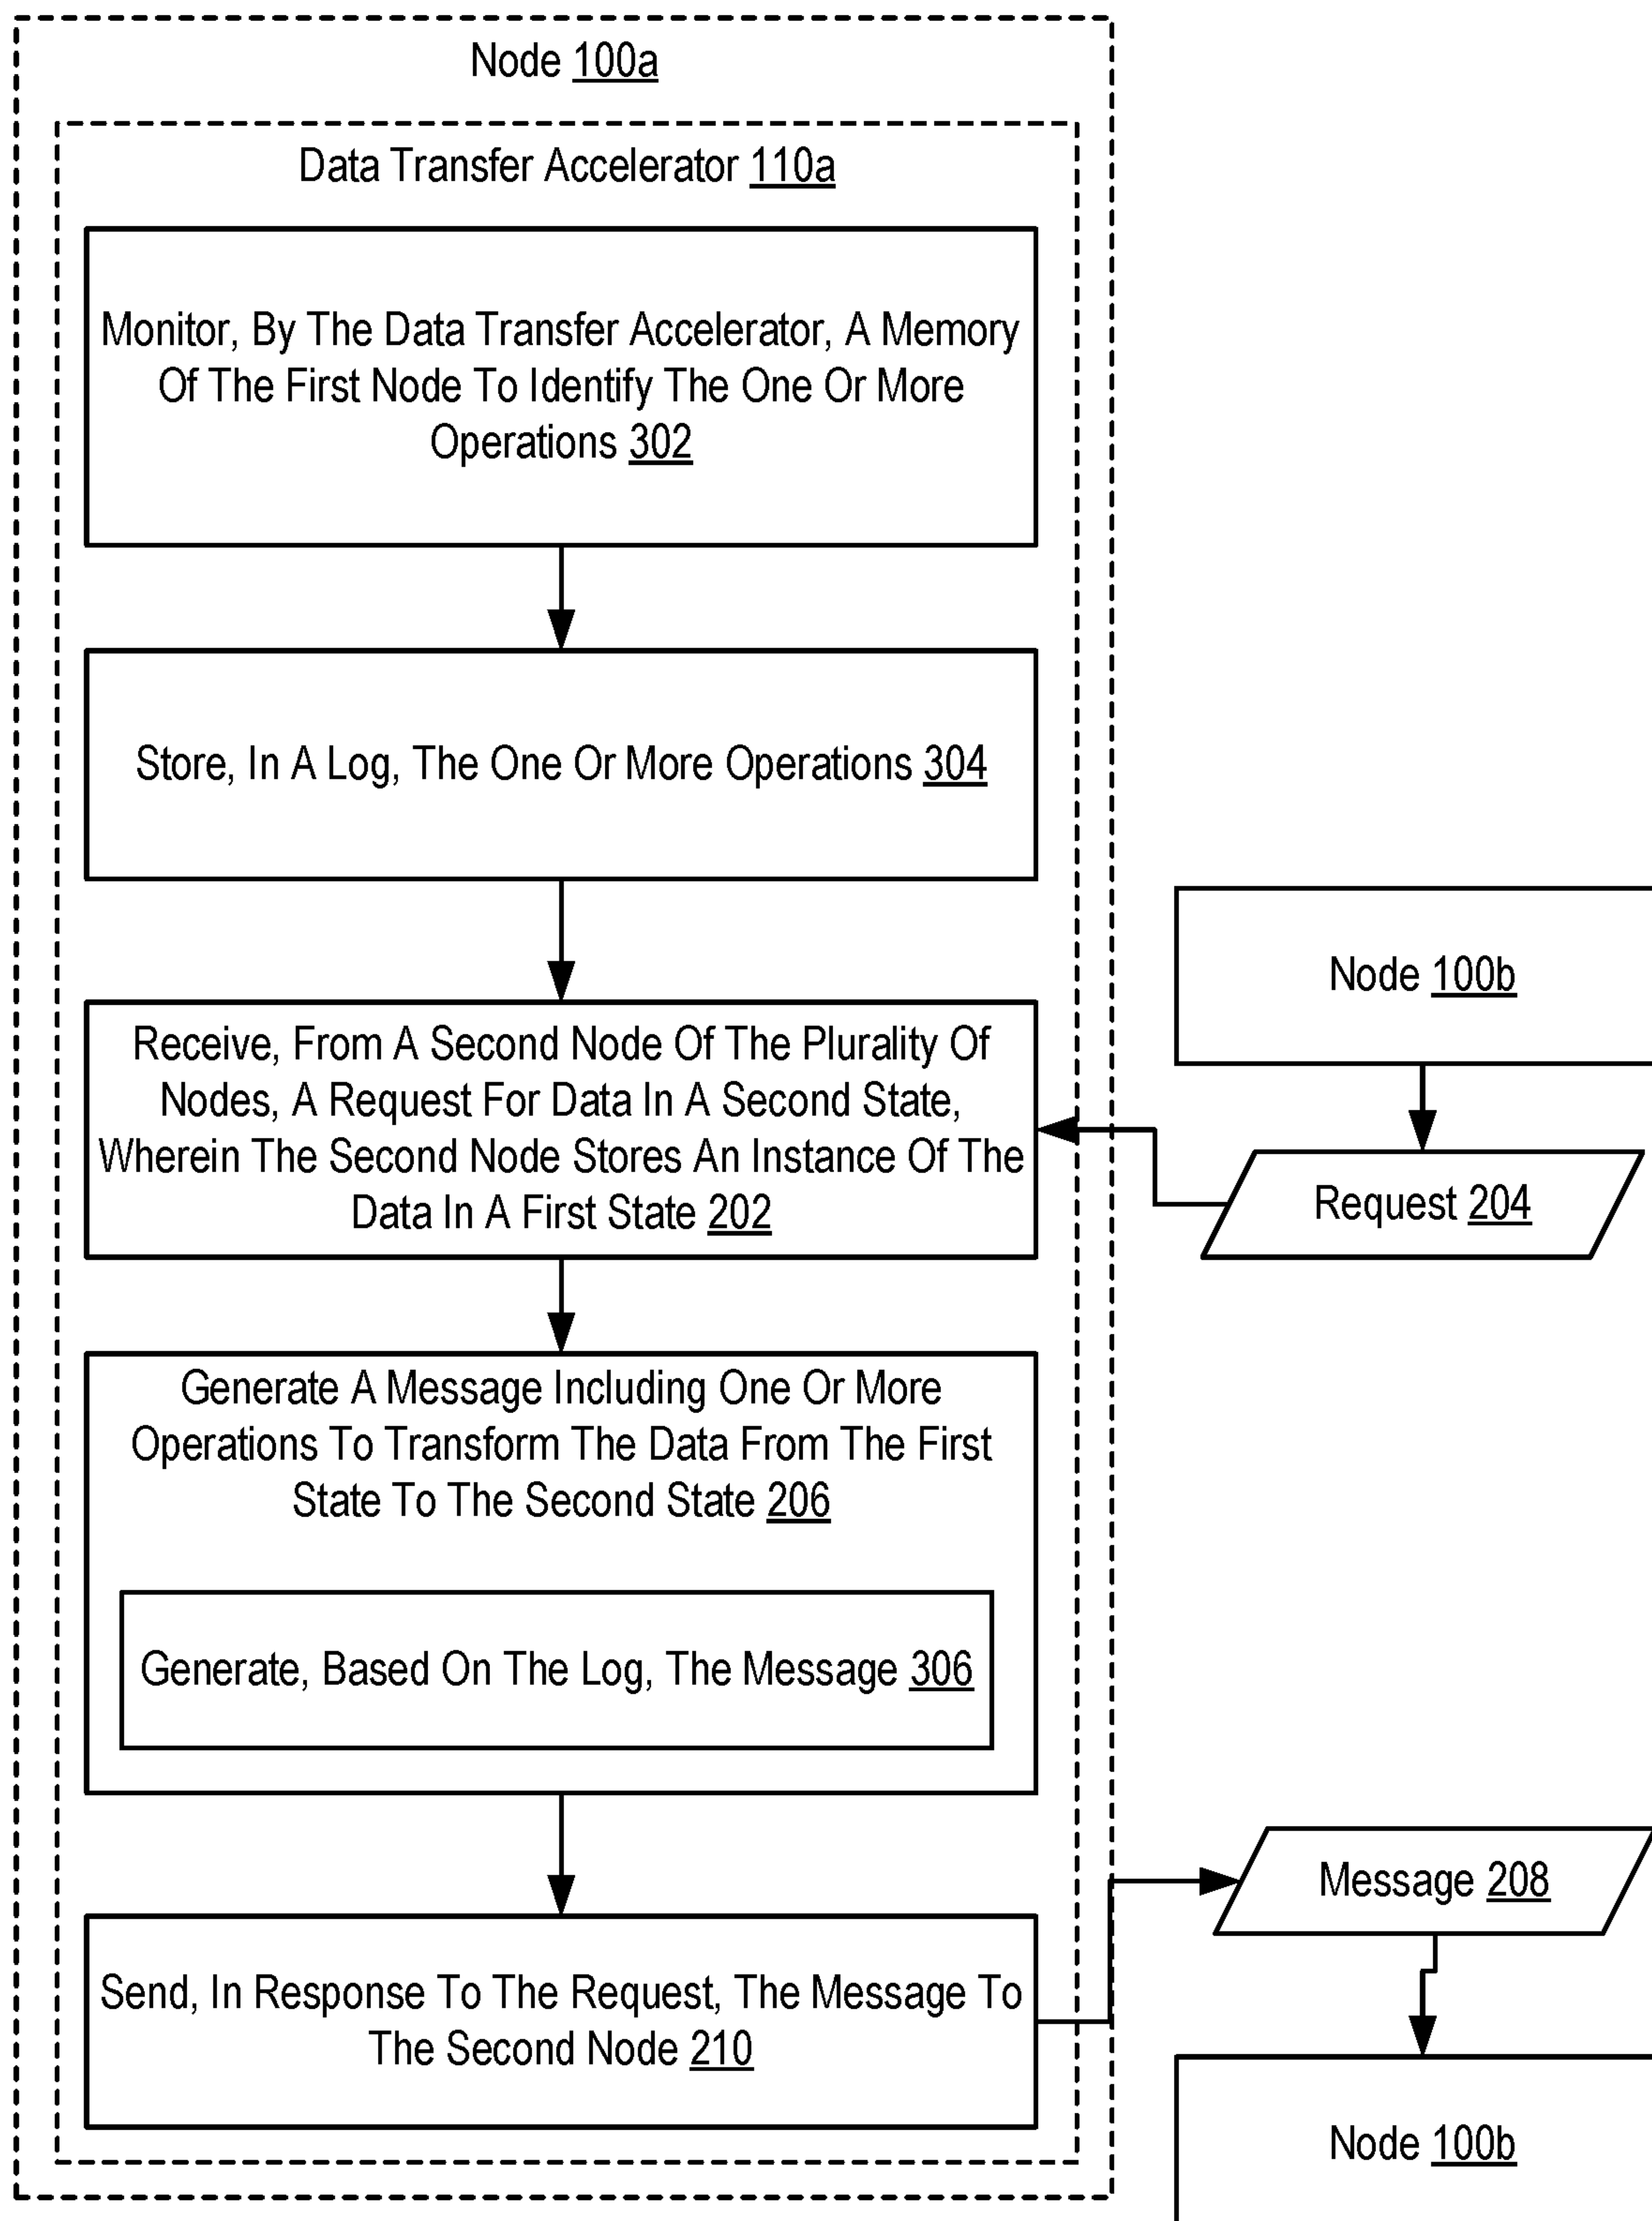 Node 100a
Data Transfer Accelerator 110a
Monitor, By The Data Transfer Accelerator, A Memory
Of The First Node To Identify The One Or More
Operations 302
Store, In A Log, The One Or More Operations 304
Receive, From A Second Node Of The Plurality Of
Nodes, A Request For Data In A Second State,
Wherein The Second Node Stores An Instance Of The
Data In A First State 202
Node 100b
Request 204
Generate A Message Including One Or More
Operations To Transform The Data From The First
State To The Second State 206
Generate, Based On The Log, The Message 306
Send, In Response To The Request, The Message To
The Second Node 210
Message 208
Node 100b